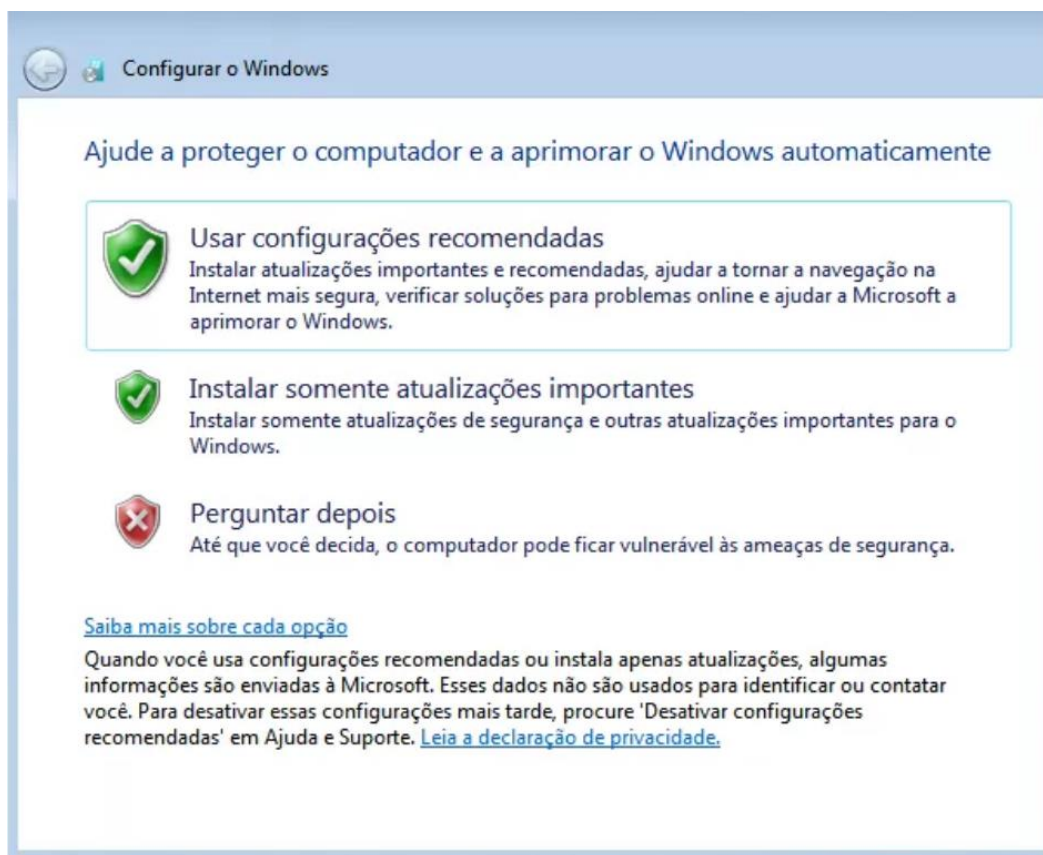 Configurar o Windows
Ajude a proteger o computador e a aprimorar o Windows automaticamente
Usar configurações recomendadas
Instalar atualizações importantes e recomendadas, ajudar a tornar a navegação na
Internet mais segura, verificar soluções para problemas online e ajudar a Microsoft a
aprimorar o Windows.
Instalar somente atualizações importantes
Instalar somente atualizações de segurança e outras atualizações importantes para o
Windows.
Perguntar depois
Até que você decida, o computador pode ficar vulnerável às ameaças de segurança.
Saiba mais sobre cada opção
Quando você usa configurações recomendadas ou instala apenas atualizações, algumas
informações são enviadas à Microsoft. Esses dados não são usados para identificar ou contatar
você. Para desativar essas configurações mais tarde, procure 'Desativar configurações
recomendadas' em Ajuda e Suporte. Leia a declaração de privacidade.